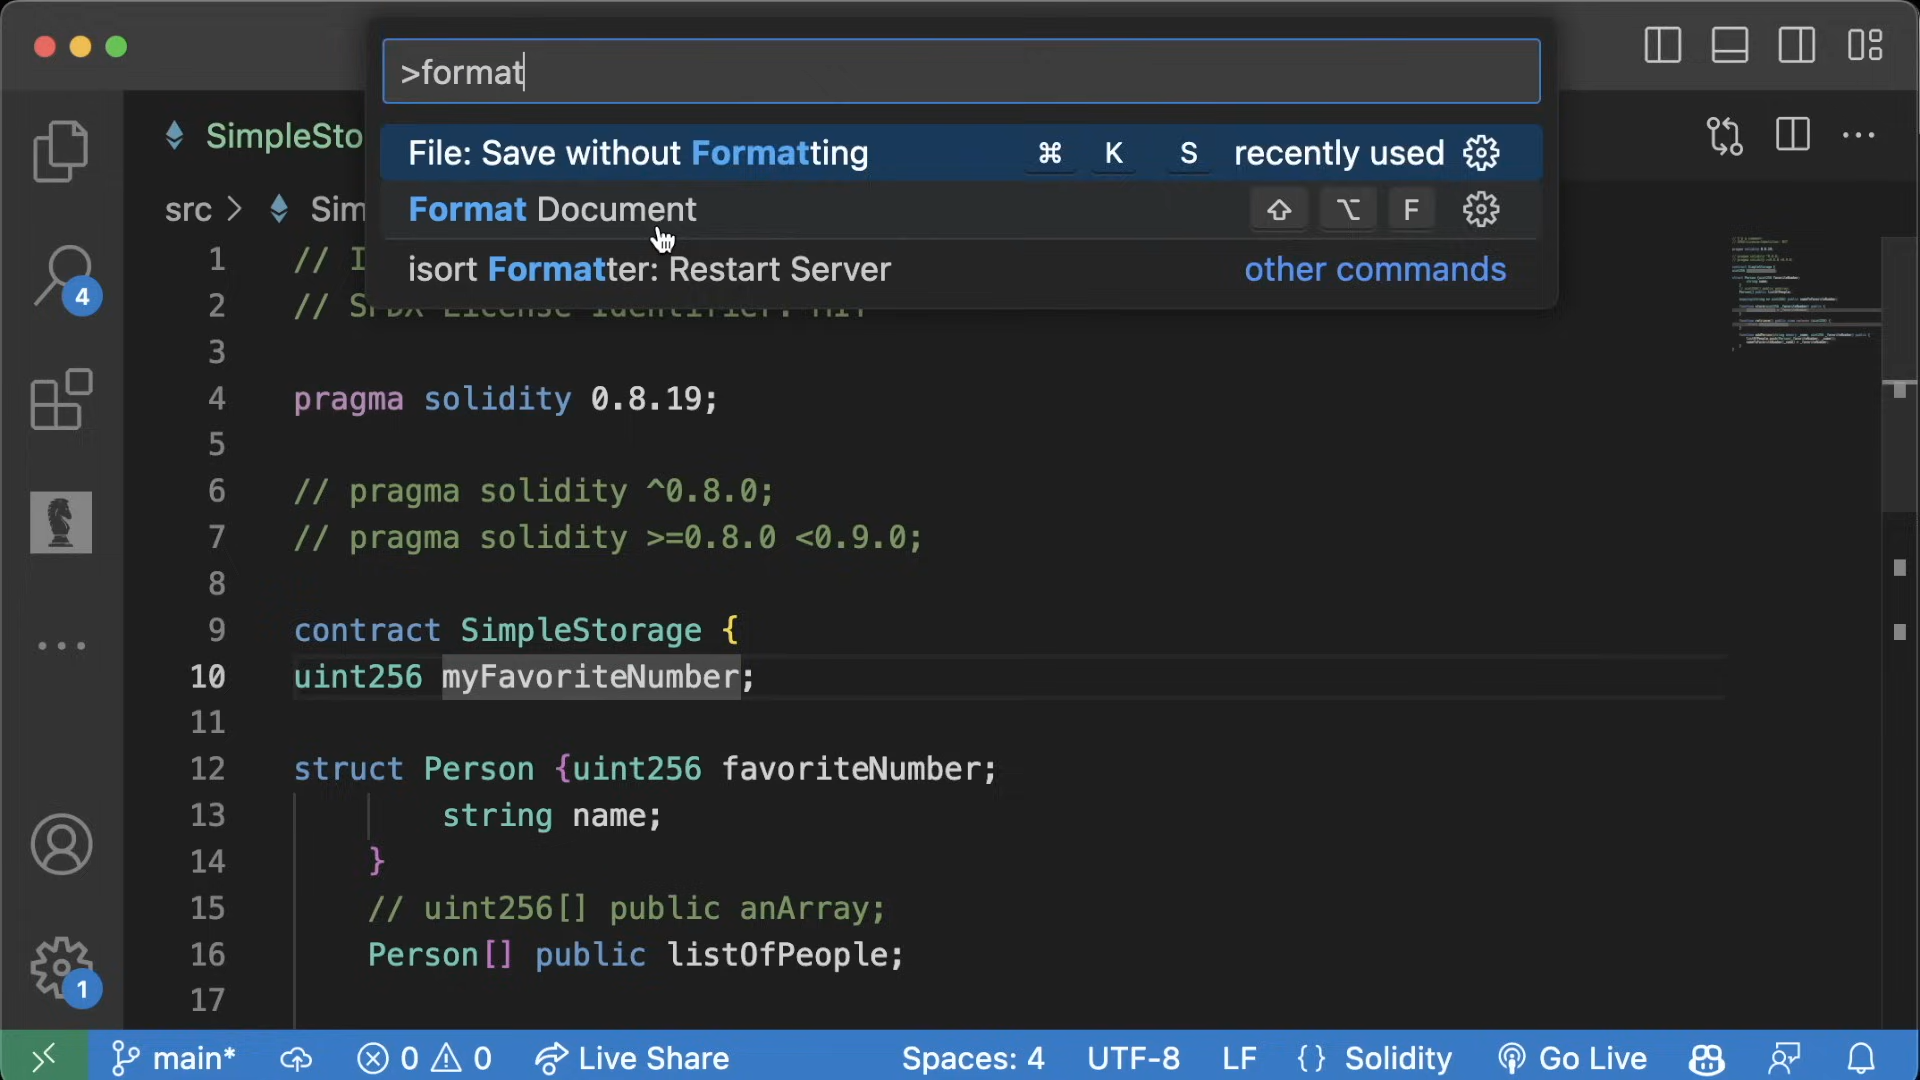 >format
File: Save without Formatting ⌘ K S recently used
SimpleSto
Format Document ⇧ ⌥ F
src > Sim
isort Formatter: Restart Server other commands
1 // I
2 // SPDX-License-Identifier: MIT
3
4 pragma solidity 0.8.19;
5
6 // pragma solidity ^0.8.0;
7 // pragma solidity >=0.8.0 <0.9.0;
8
9 contract SimpleStorage {
10 uint256 myFavoriteNumber;
11
12 struct Person {uint256 favoriteNumber;
13 string name;
14 }
15 // uint256[] public anArray;
16 Person[] public listOfPeople;
17
4
1
main* 0 0 Live Share Spaces: 4 UTF-8 LF {} Solidity Go Live